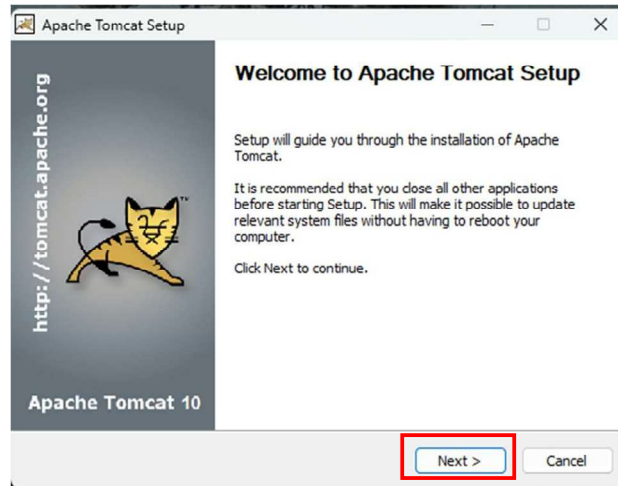 Apache Tomcat Setup
Welcome to Apache Tomcat Setup
Setup will guide you through the installation of Apache
Tomcat.
It is recommended that you close all other applications
before starting Setup. This will make it possible to update
relevant system files without having to reboot your
computer.
Click Next to continue.
http://tomcat.apache.org
TM
Apache Tomcat 10
Next >
Cancel